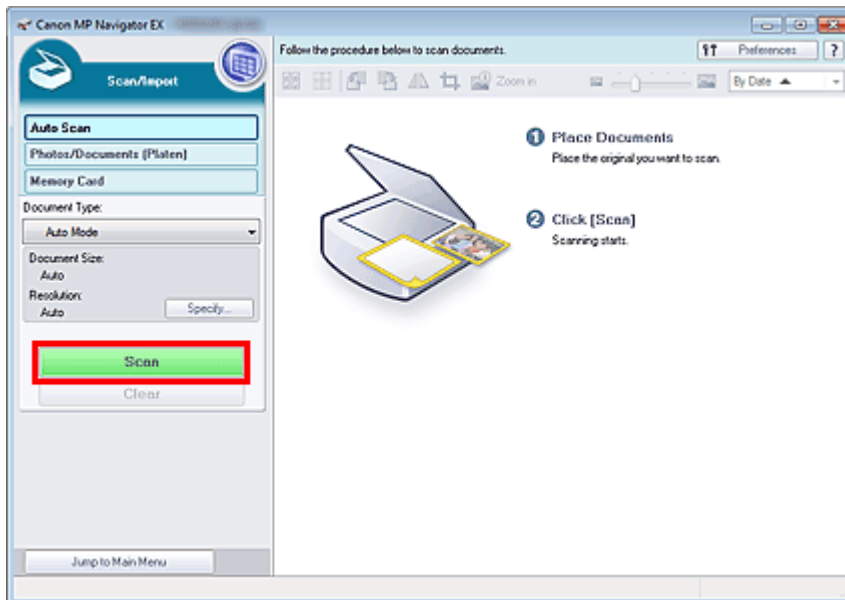 Canon MP Navigator EX
Scan/Import
Auto Scan
Photos/Documents (Platen)
Memory Card
Document Type:
Auto Mode
Document Size:
Auto
Resolution:
Auto
Specify...
Scan
Clear
Jump to Main Menu
Follow the procedure below to scan documents.
Preferences
?
Zoom in
By Date
1 Place Documents
Place the original you want to scan.
2 Click [Scan]
Scanning starts.